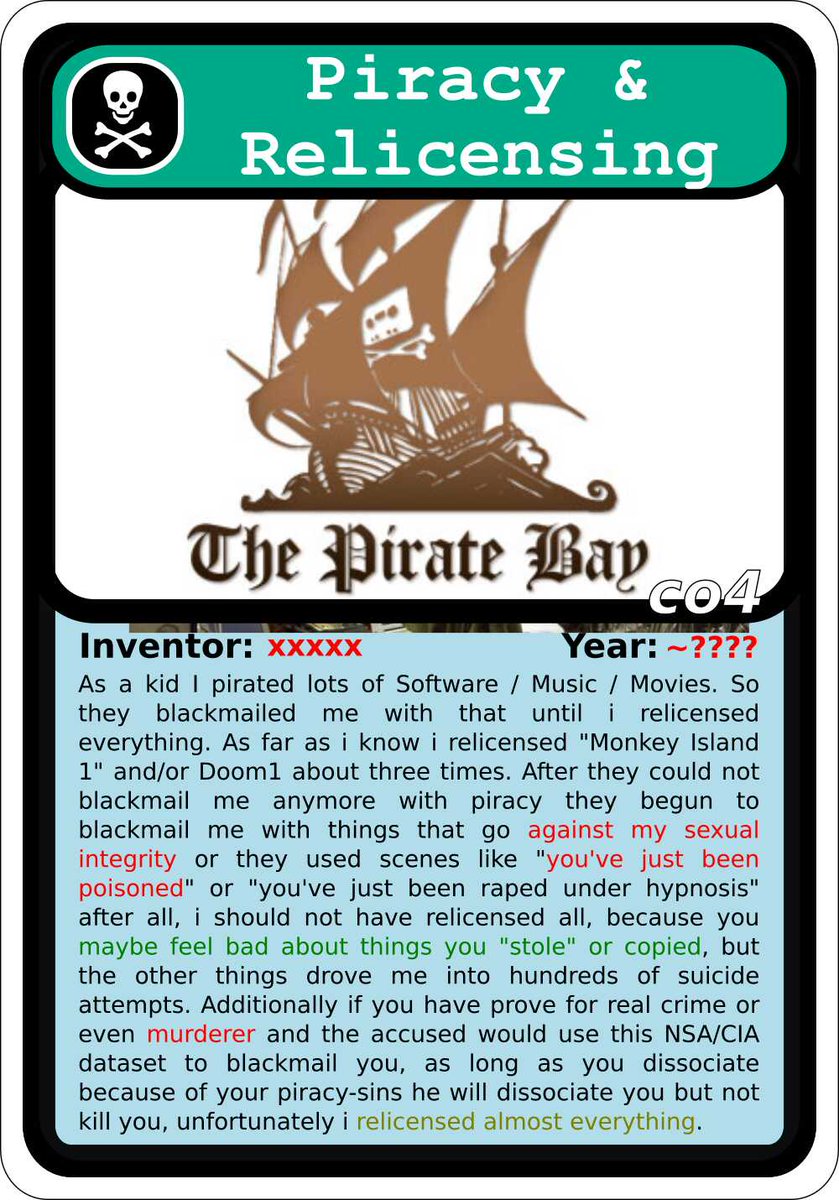 Piracy &
Relicensing
The Pirate Bay
co4
Inventor: xxxxx Year: ~????
As a kid I pirated lots of Software / Music / Movies. So
they blackmailed me with that until i relicensed
everything. As far as i know i relicensed "Monkey Island
1" and/or Doom1 about three times. After they could not
blackmail me anymore with piracy they begun to
blackmail me with things that go against my sexual
integrity or they used scenes like "you've just been
poisoned" or "you've just been raped under hypnosis"
after all, i should not have relicensed all, because you
maybe feel bad about things you "stole" or copied, but
the other things drove me into hundreds of suicide
attempts. Additionally if you have prove for real crime or
even murderer and the accused would use this NSA/CIA
dataset to blackmail you, as long as you dissociate
because of your piracy-sins he will dissociate you but not
kill you, unfortunately i relicensed almost everything.